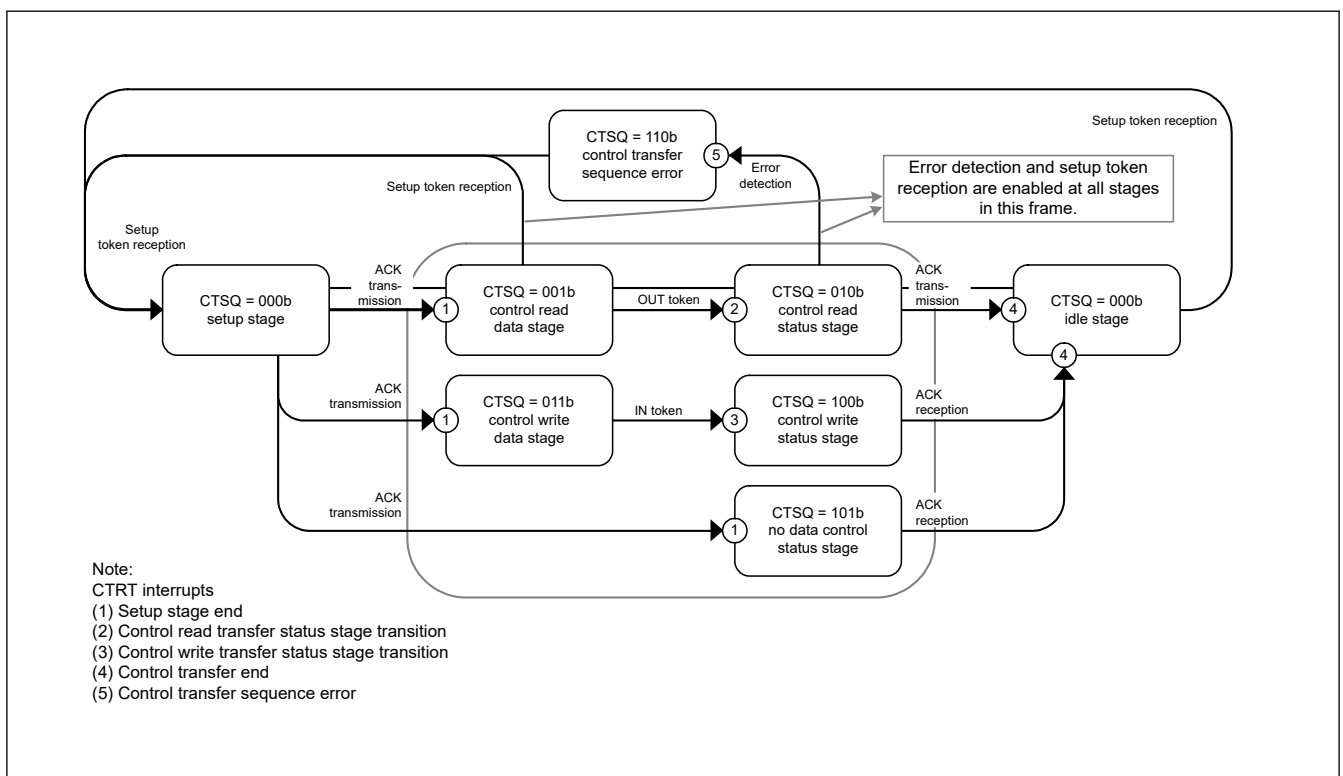 Setup token reception
CTSQ = 110b
control transfer
sequence error
5
Error
detection
Error detection and setup token
reception are enabled at all stages
in this frame.
Setup token reception
Setup
token reception
CTSQ = 000b
setup stage
ACK
trans-
mission
1
CTSQ = 001b
control read
data stage
OUT token
2
CTSQ = 010b
control read
status stage
ACK
trans-
mission
4
CTSQ = 000b
idle stage
4
ACK
transmission
1
CTSQ = 011b
control write
data stage
IN token
3
CTSQ = 100b
control write
status stage
ACK
reception
ACK
transmission
1
CTSQ = 101b
no data control
status stage
ACK
reception
Note:
CTRT interrupts
(1) Setup stage end
(2) Control read transfer status stage transition
(3) Control write transfer status stage transition
(4) Control transfer end
(5) Control transfer sequence error